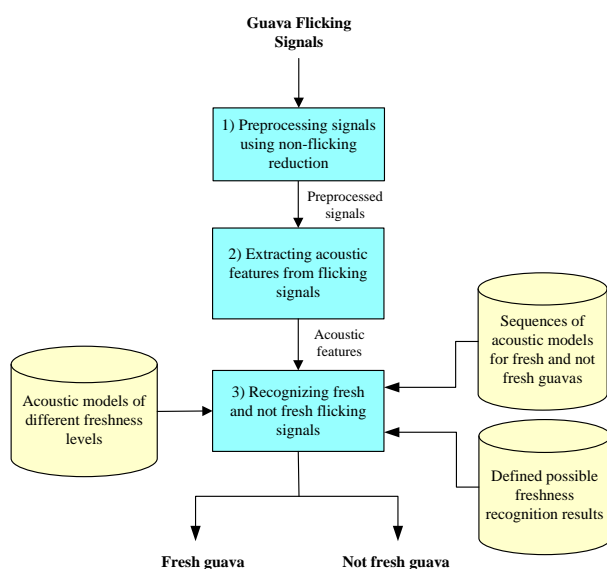 Guava Flicking
Signals
1) Preprocessing signals
using non-flicking
reduction
Preprocessed
signals
2) Extracting acoustic
features from flicking
signals
Acoustic
features
Sequences of
acoustic models
for fresh and not
fresh guavas
Acoustic models of
different freshness
levels
3) Recognizing fresh
and not fresh flicking
signals
Defined possible
freshness
recognition results
Fresh guava
Not fresh guava